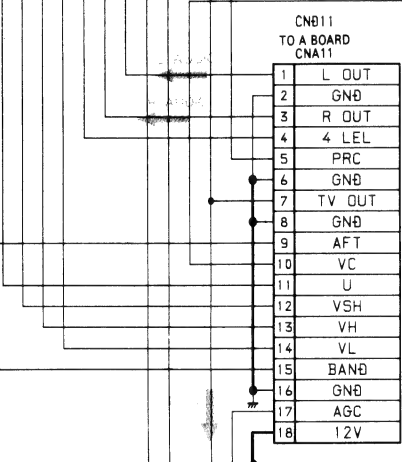 CND11
TO A BOARD
CNA11
1 L OUT
2 GND
3 R OUT
4 4 LEL
5 PRC
6 GND
7 TV OUT
8 GND
9 AFT
10 VC
11 U
12 VSH
13 VH
14 VL
15 BAND
16 GND
17 AGC
18 12V